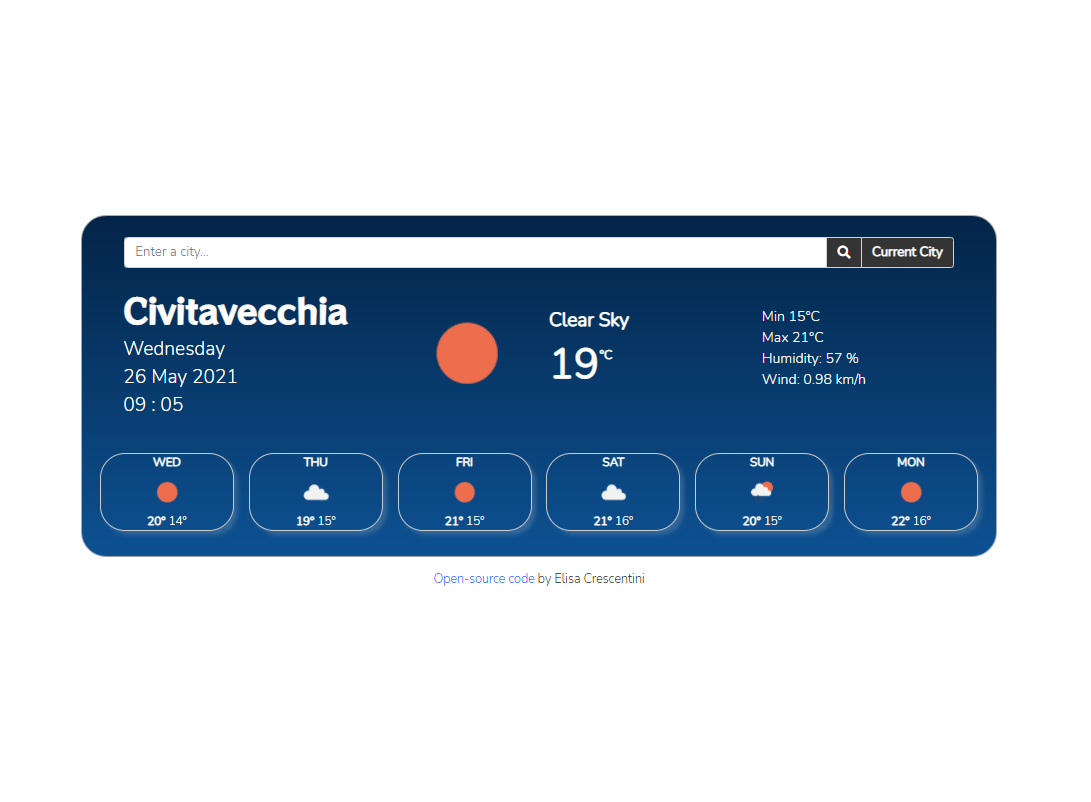 Enter a city...
Current City
Civitavecchia
Wednesday
26 May 2021
09 : 05
Clear Sky
19°C
Min 15°C
Max 21°C
Humidity: 57 %
Wind: 0.98 km/h
WED
20° 14°
THU
19° 15°
FRI
21° 15°
SAT
21° 16°
SUN
20° 15°
MON
22° 16°
Open-source code by Elisa Crescentini